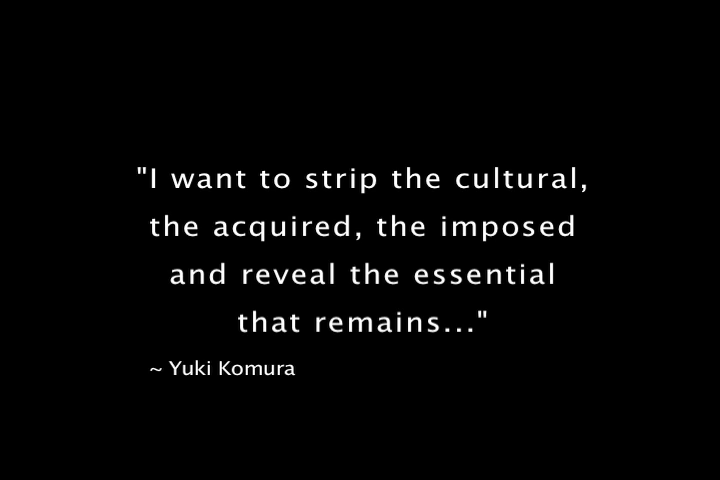 "I want to strip the cultural,
the acquired, the imposed
and reveal the essential
that remains..."
~ Yuki Komura